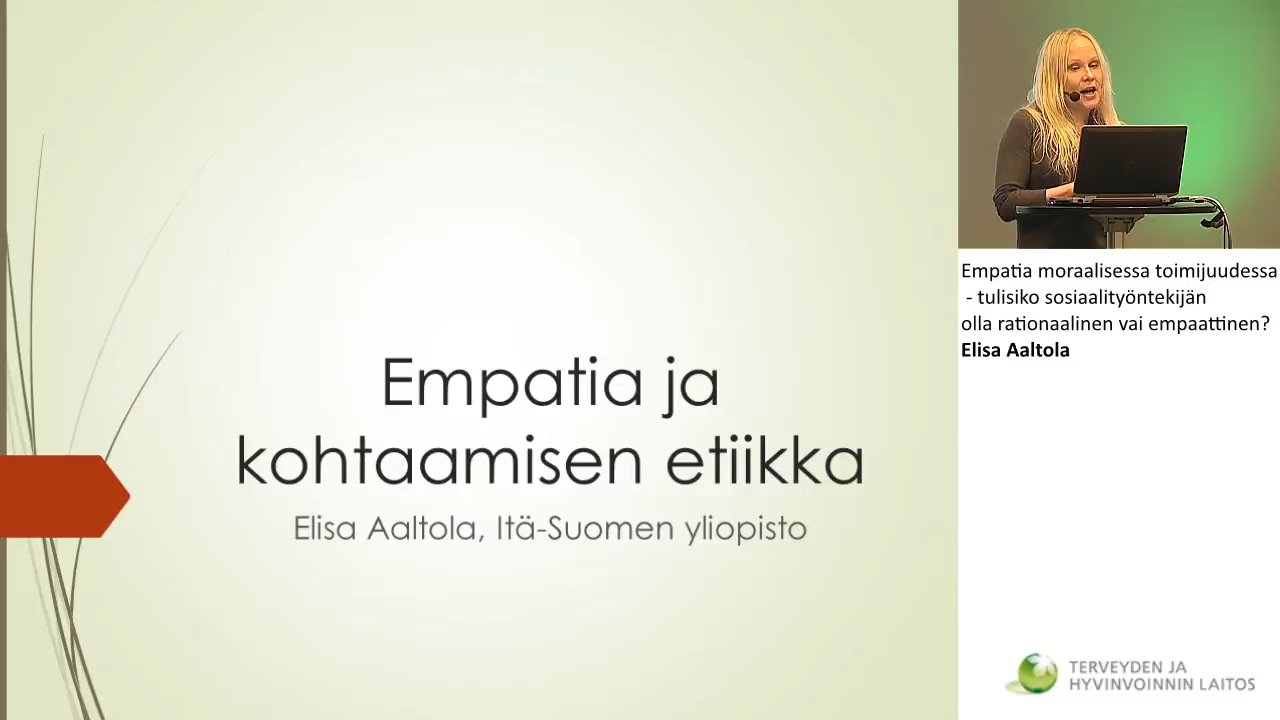 Empatia ja
kohtaamisen etiikka
Elisa Aaltola, Itä-Suomen yliopisto
Empatia moraalisessa toimijuudessa
- tulisiko sosiaalityöntekijän
olla rationaalinen vai empaattinen?
Elisa Aaltola
TERVEYDEN JA
HYVINVOINNIN LAITOS